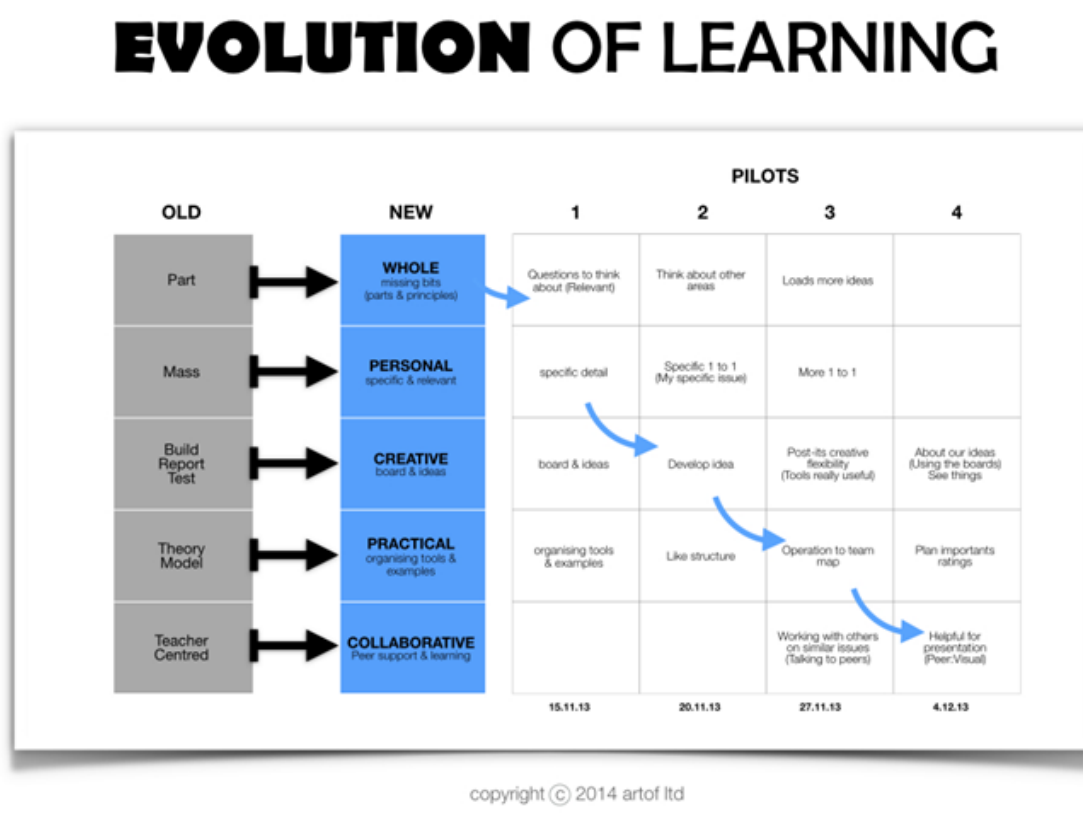 EVOLUTION OF LEARNING
PILOTS
OLD
NEW
1
2
3
4
Part
WHOLE
missing bits
(parts & principles)
Questions to think
about (Relevant)
Think about other
areas
Loads more ideas
Mass
PERSONAL
specific & relevant
specific detail
Specific 1 to 1
(My specific issue)
More 1 to 1
Build
Report
Test
CREATIVE
board & ideas
board & ideas
Develop idea
Post-its creative
flexibility
(Tools really useful)
About our ideas
(Using the boards)
See things
Theory
Model
PRACTICAL
organising tools &
examples
organising tools
& examples
Like structure
Operation to team
map
Plan importants
ratings
Teacher
Centred
COLLABORATIVE
Peer support & learning
Working with others
on similar issues
(Talking to peers)
Helpful for
presentation
(Peer:Visual)
15.11.13
20.11.13
27.11.13
4.12.13
copyright © 2014 artof ltd